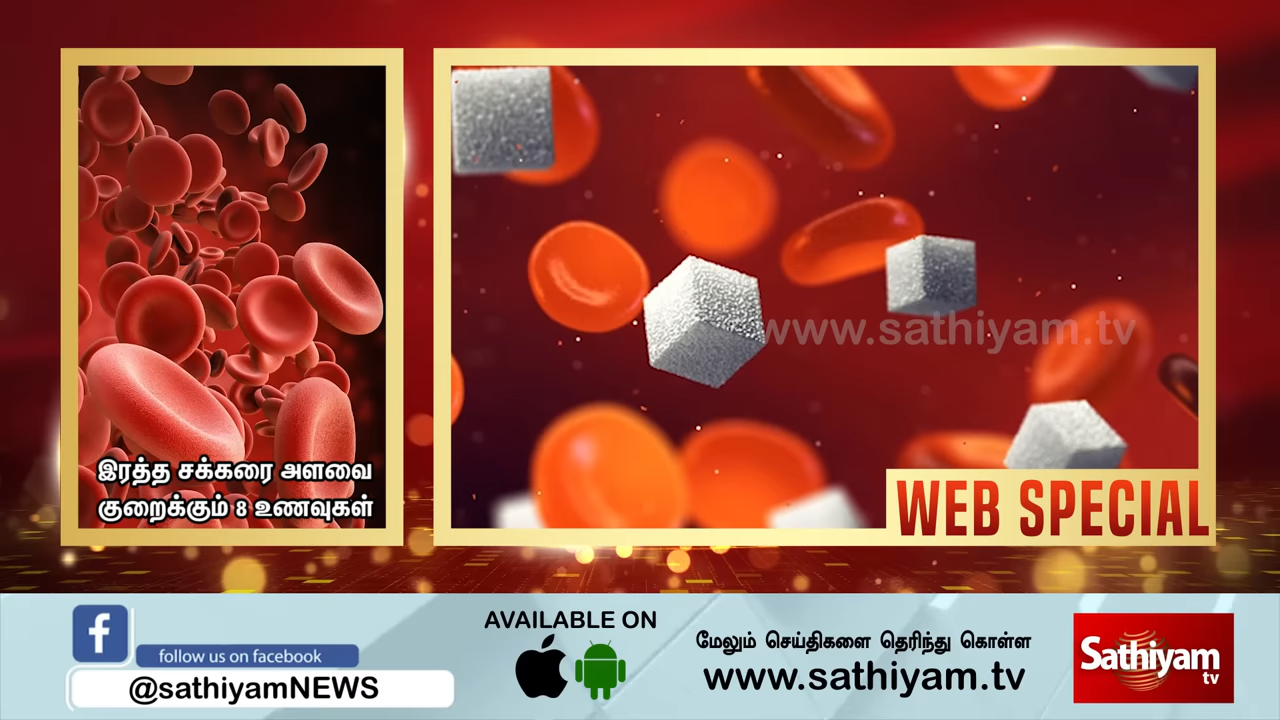 www.sathiyam.tv
இரத்த சக்கரை அளவை
குறைக்கும் 8 உணவுகள்
WEB SPECIAL
f
follow us on facebook
@sathiyamNEWS
AVAILABLE ON
மேலும் செய்திகளை தெரிந்து கொள்ள
www.sathiyam.tv
Sathiyam
tv